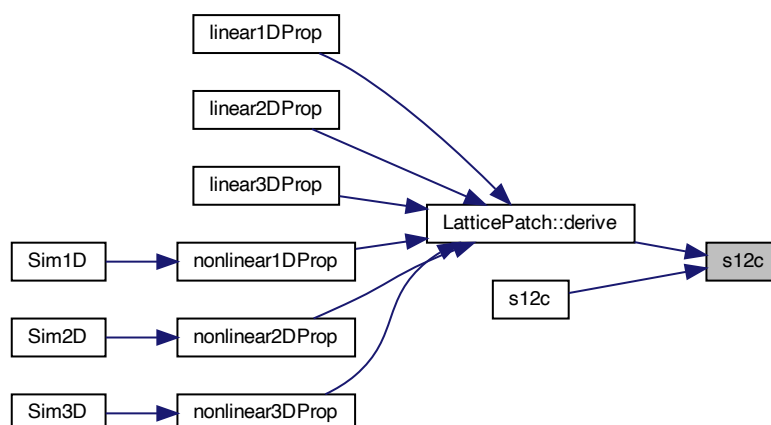 linear1DProp
linear2DProp
linear3DProp
LatticePatch::derive
Sim1D
nonlinear1DProp
s12c
s12c
Sim2D
nonlinear2DProp
Sim3D
nonlinear3DProp